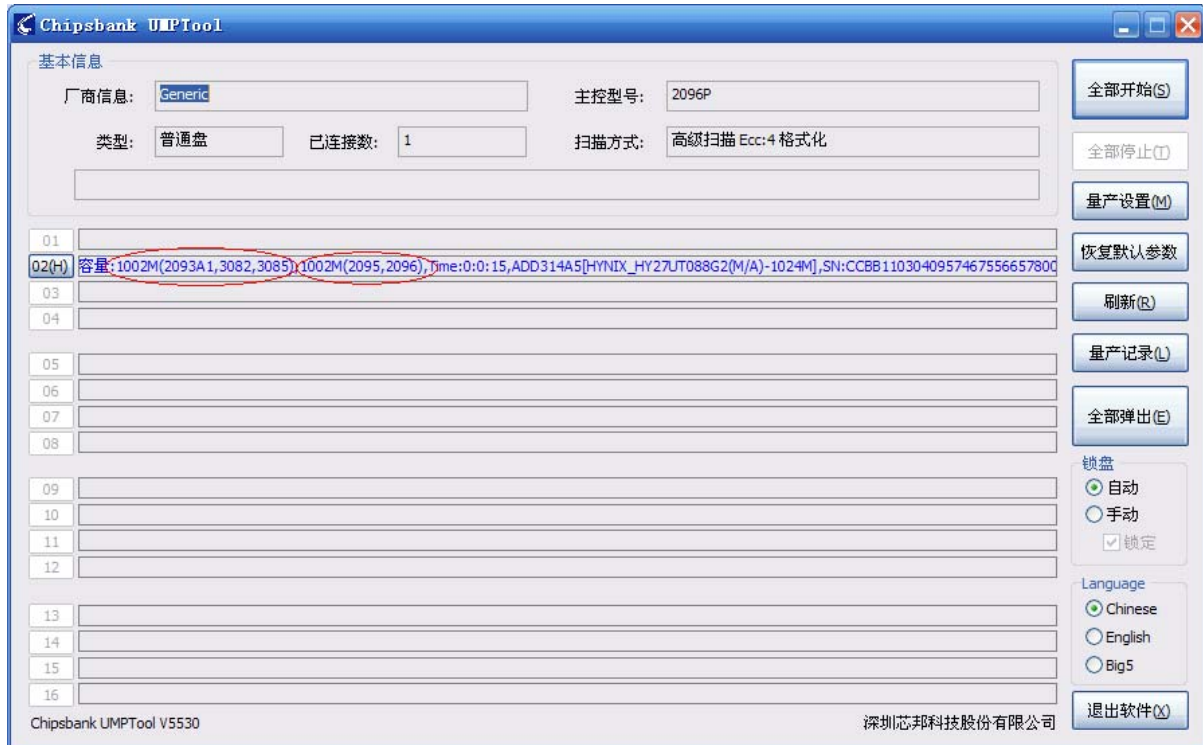 Chipsbank UMPTool
基本信息
厂商信息: Generic 主控型号: 2096P
类型: 普通盘 已连接数: 1 扫描方式: 高级扫描 Ecc:4 格式化
01
02(H) 容量:1002M(2093A1,3082,3085),1002M(2095,2096),Time:0:0:15,ADD314A5[HYNIX_HY27UT088G2(M/A)-1024M],SN:CCBB1103040957467556657800
03
04
05
06
07
08
09
10
11
12
13
14
15
16
Chipsbank UMPTool V5530 深圳芯邦科技股份有限公司
全部开始(S)
全部停止(T)
量产设置(M)
恢复默认参数
刷新(R)
量产记录(L)
全部弹出(E)
锁盘
自动
手动
锁定
Language
Chinese
English
Big5
退出软件(X)